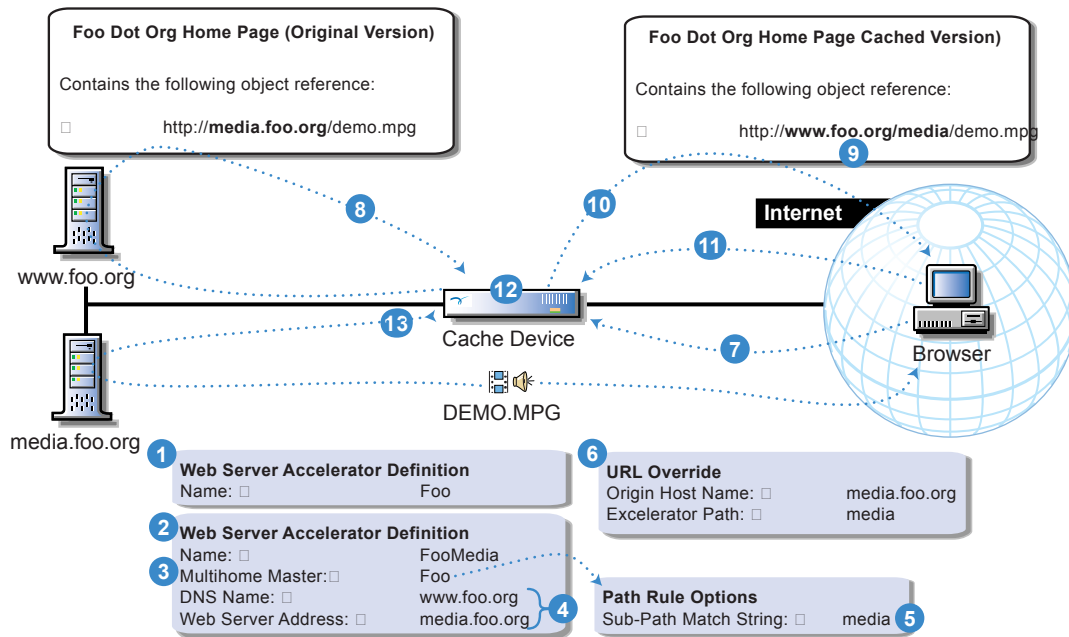 Foo Dot Org Home Page (Original Version)
Contains the following object reference:
http://media.foo.org/demo.mpg
Foo Dot Org Home Page Cached Version)
Contains the following object reference:
http://www.foo.org/media/demo.mpg
9
8
10
Internet
11
www.foo.org
12
13
Cache Device
7
Browser
DEMO.MPG
media.foo.org
1
Web Server Accelerator Definition
Name: Foo
6
URL Override
Origin Host Name: media.foo.org
Excelerator Path: media
2
Web Server Accelerator Definition
Name: FooMedia
3
Multihome Master: Foo
DNS Name: www.foo.org
Web Server Address: media.foo.org
4
Path Rule Options
Sub-Path Match String: media
5